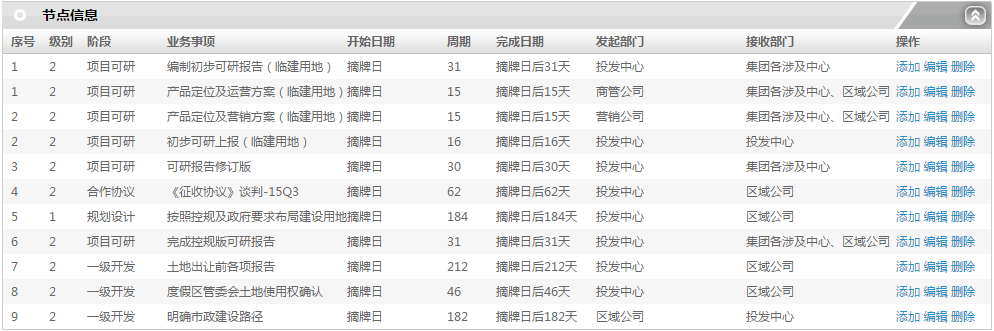 节点信息
序号 级别 阶段 业务事项 开始日期 周期 完成日期 发起部门 接收部门 操作
1 2 项目可研 编制初步可研报告（临建用地） 摘牌日 31 摘牌日后31天 投发中心 集团各涉及中心 添加 编辑 删除
1 2 项目可研 产品定位及运营方案（临建用地） 摘牌日 15 摘牌日后15天 商管公司 集团各涉及中心、区域公司 添加 编辑 删除
2 2 项目可研 产品定位及营销方案（临建用地） 摘牌日 15 摘牌日后15天 营销公司 集团各涉及中心、区域公司 添加 编辑 删除
2 2 项目可研 初步可研上报（临建用地） 摘牌日 16 摘牌日后16天 投发中心 投发中心 添加 编辑 删除
3 2 项目可研 可研报告修订版 摘牌日 30 摘牌日后30天 投发中心 集团各涉及中心 添加 编辑 删除
4 2 合作协议 《征收协议》谈判-15Q3 摘牌日 62 摘牌日后62天 投发中心 区域公司 添加 编辑 删除
5 1 规划设计 按照控规及政府要求布局建设用地 摘牌日 184 摘牌日后184天 投发中心 区域公司 添加 编辑 删除
6 2 项目可研 完成控规版可研报告 摘牌日 31 摘牌日后31天 投发中心 集团各涉及中心、区域公司 添加 编辑 删除
7 2 一级开发 土地出让前各项报告 摘牌日 212 摘牌日后212天 投发中心 区域公司 添加 编辑 删除
8 2 一级开发 度假区管委会土地使用权确认 摘牌日 46 摘牌日后46天 投发中心 区域公司 添加 编辑 删除
9 2 一级开发 明确市政建设路径 摘牌日 182 摘牌日后182天 区域公司 投发中心 添加 编辑 删除